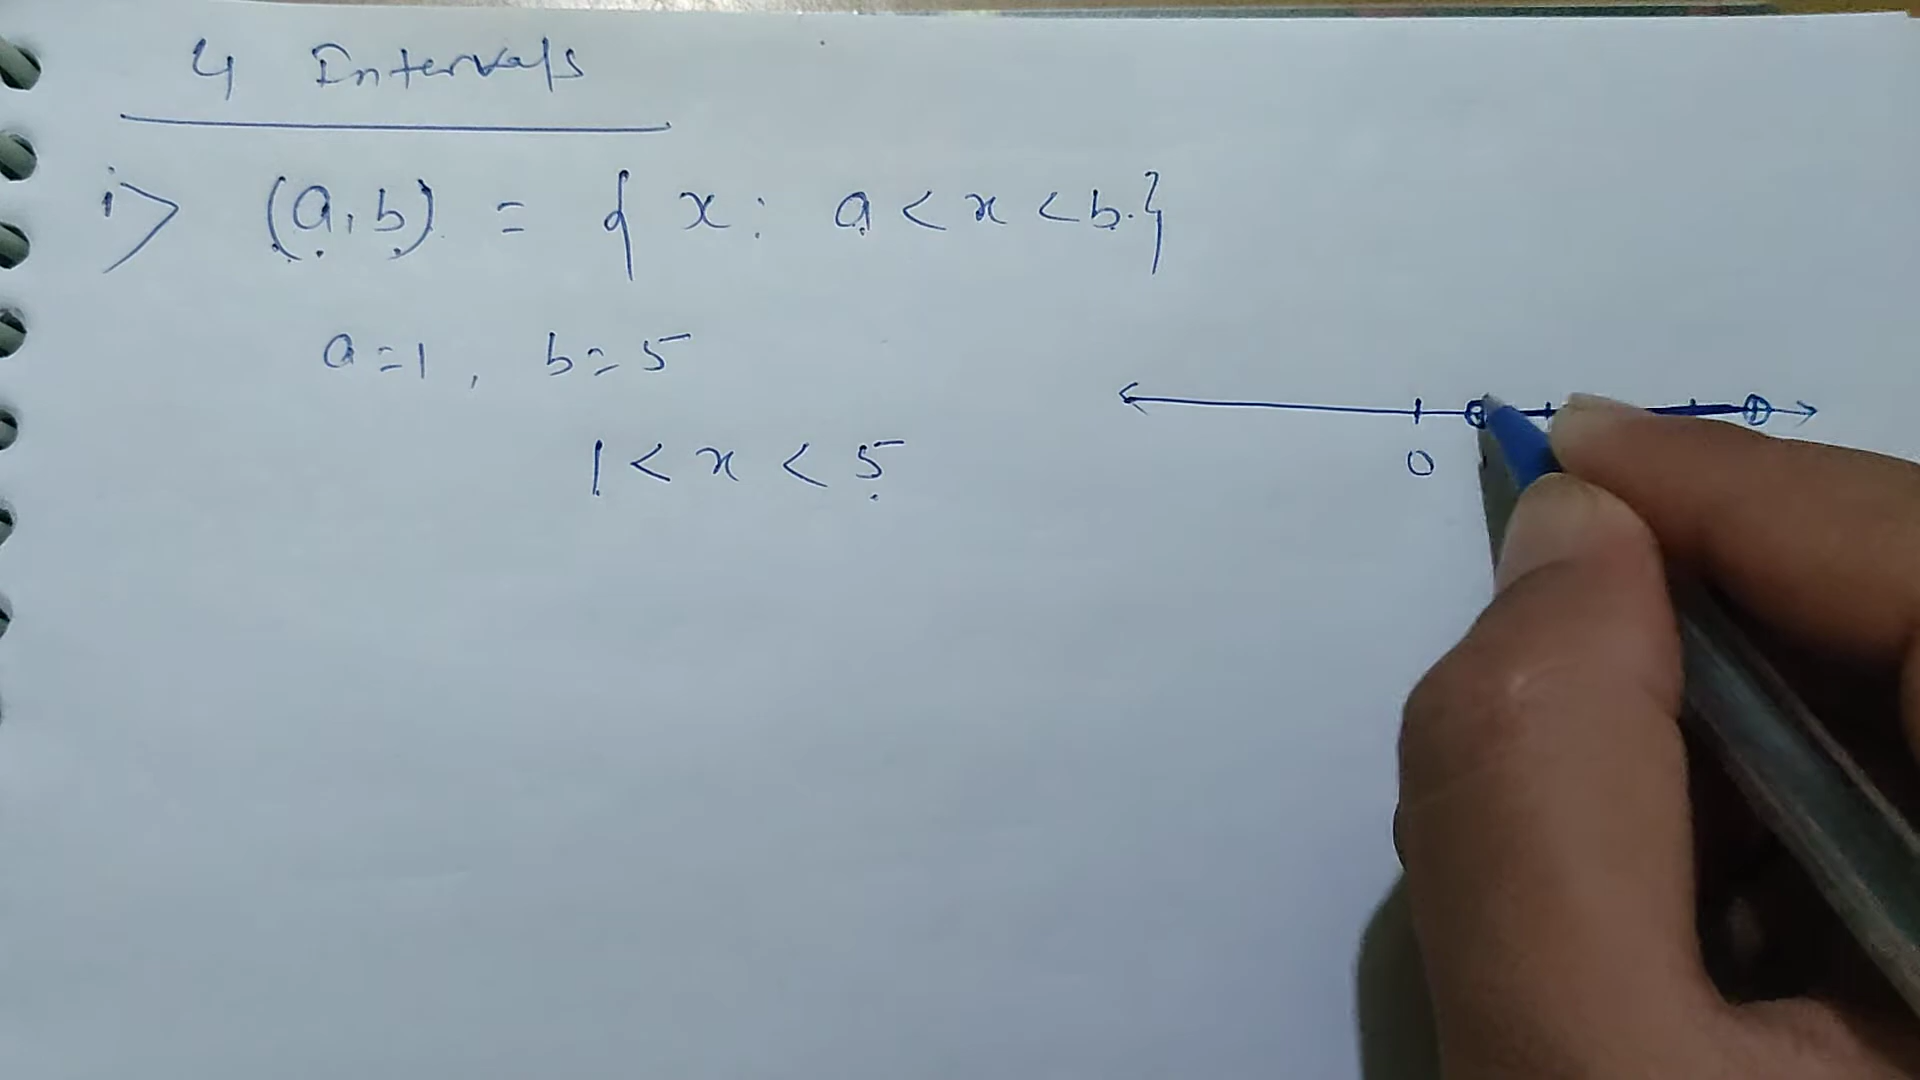 4 Intervals
i> (a, b) = { x : a < x < b }
a = 1 , b = 5
1 < x < 5
0